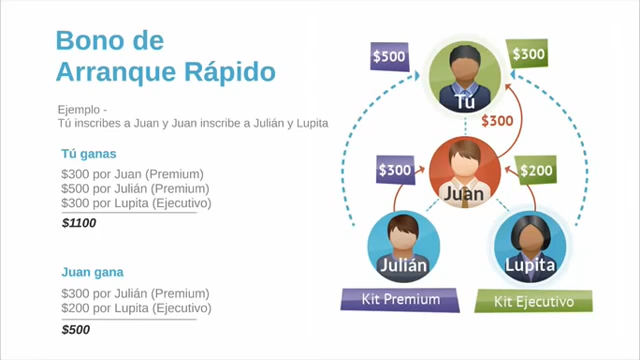 Bono de
Arranque Rápido
Ejemplo -
Tú inscribes a Juan y Juan inscribe a Julián y Lupita
Tú ganas
$300 por Juan (Premium)
$500 por Julián (Premium)
$300 por Lupita (Ejecutivo)
$1100
Juan gana
$300 por Julián (Premium)
$200 por Lupita (Ejecutivo)
$500
$500
$300
Tú
$300
$300
$200
Juan
Julián
Lupita
Kit Premium
Kit Ejecutivo